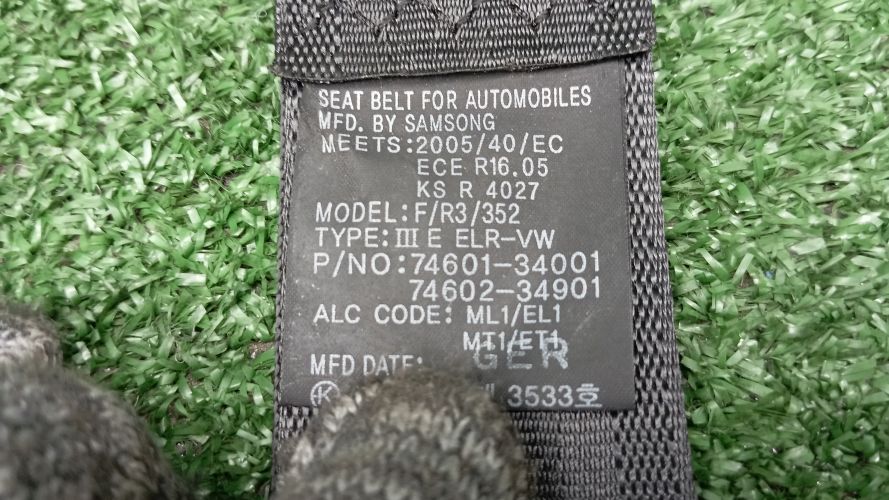 SEAT BELT FOR AUTOMOBILES
MFD. BY SAMSONG
MEETS:2005/40/EC
ECE R16.05
KS R 4027
MODEL:F/R3/352
TYPE:Ⅲ E ELR-VW
P/NO:74601-34001
74602-34901
ALC CODE: ML1/EL1
MT1/ET1
GER
MFD DATE:
Ⓚ 3533호